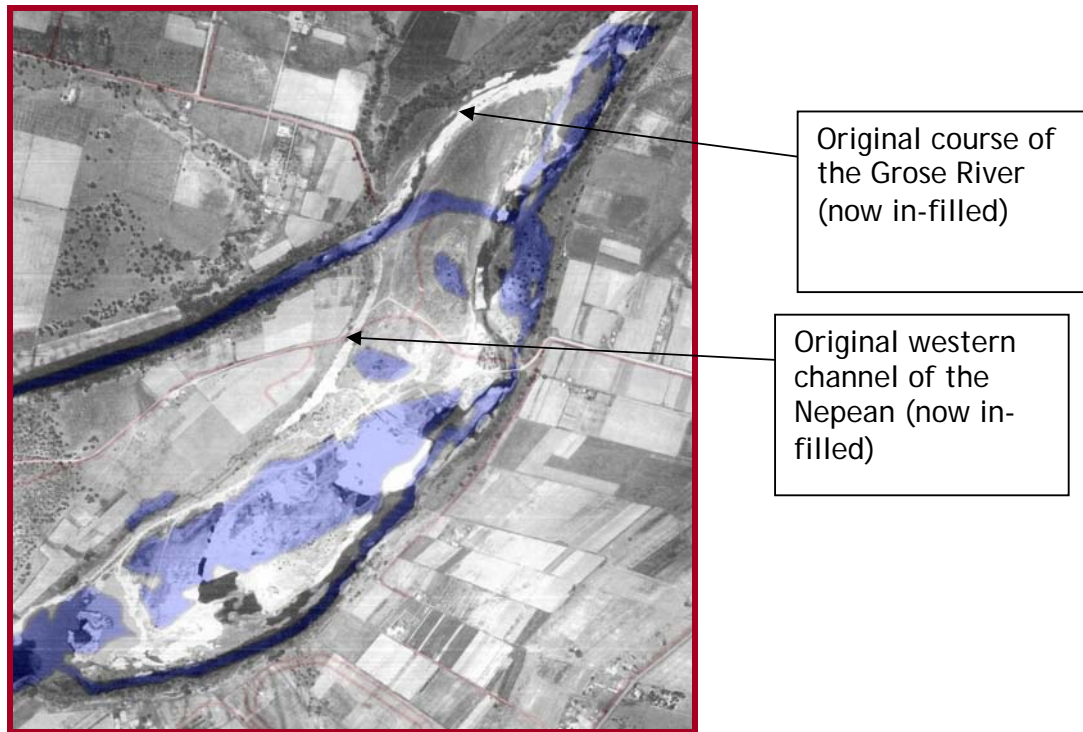 Original course of
the Grose River
(now in-filled)
Original western
channel of the
Nepean (now in-
filled)